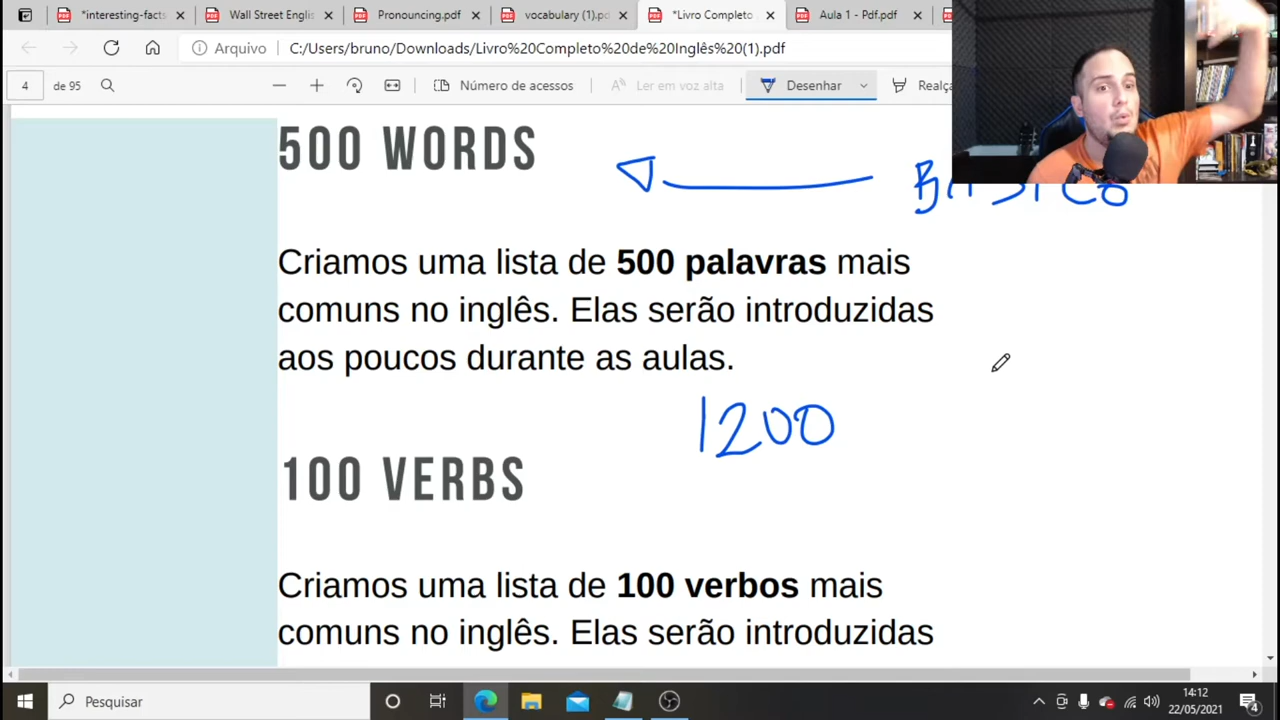 *interesting-facts
Wall Street Englis
Pronouncing.pdf
vocabulary (1).pd
*Livro Completo
Aula 1 - Pdf.pdf
Arquivo
C:/Users/bruno/Downloads/Livro%20Completo%20de%20Inglês%20(1).pdf
4 de 95
Número de acessos
Ler em voz alta
Desenhar
Realça
500 WORDS
BÁSICO
Criamos uma lista de 500 palavras mais
comuns no inglês. Elas serão introduzidas
aos poucos durante as aulas.
1200
100 VERBS
Criamos uma lista de 100 verbos mais
comuns no inglês. Elas serão introduzidas
Pesquisar
14:12
22/05/2021
4